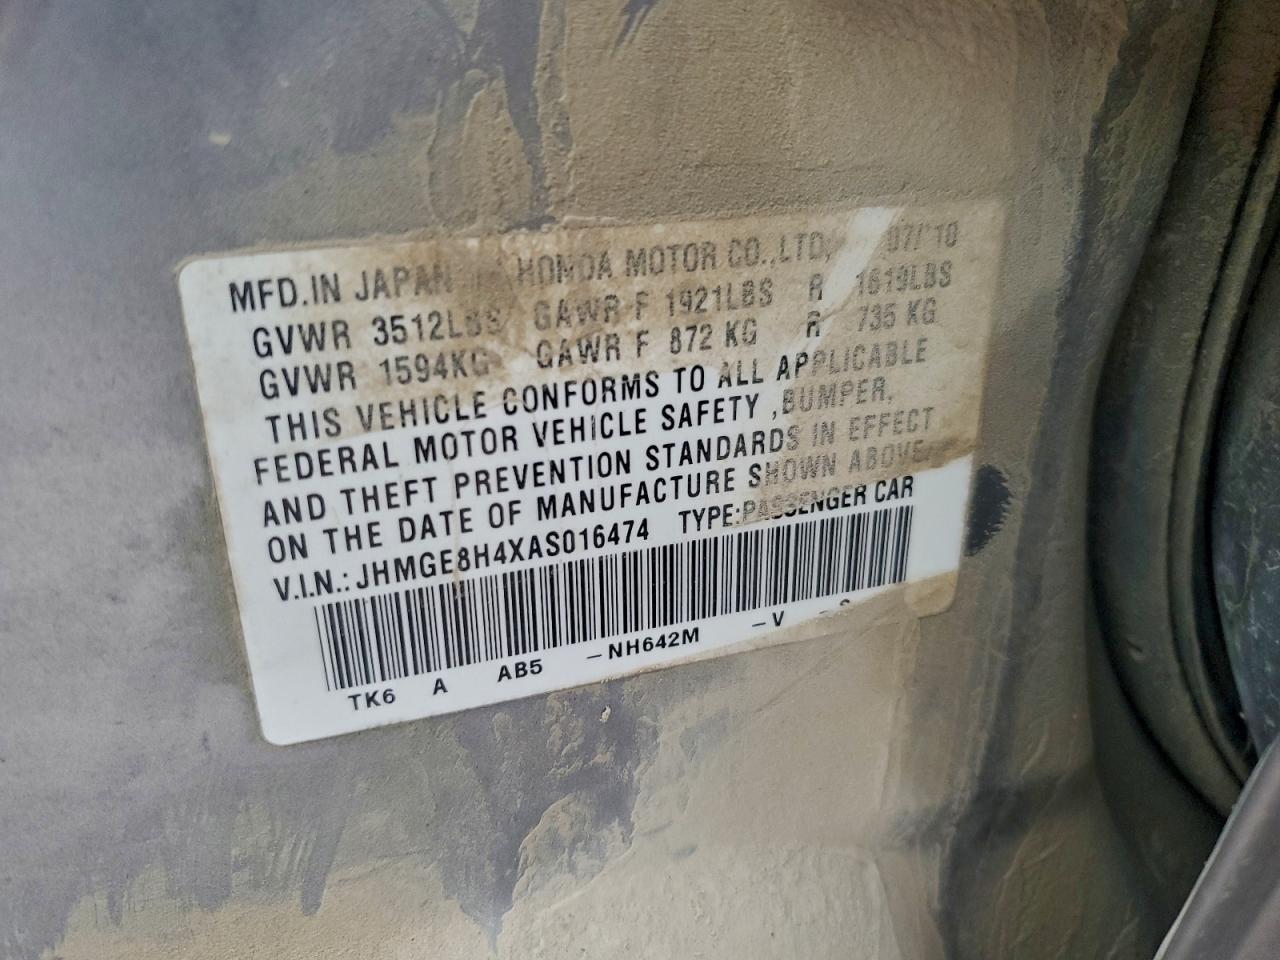 MFD.IN JAPAN HONDA MOTOR CO.,LTD, 07/'10
GVWR 3512LBS GAWR F 1921LBS R 1619LBS
GVWR 1594KG GAWR F 872 KG R 735 KG
THIS VEHICLE CONFORMS TO ALL APPLICABLE
FEDERAL MOTOR VEHICLE SAFETY ,BUMPER,
AND THEFT PREVENTION STANDARDS IN EFFECT
ON THE DATE OF MANUFACTURE SHOWN ABOVE.
V.I.N.: JHMGE8H4XAS016474 TYPE:PASSENGER CAR
TK6 A AB5 -NH642M -V -S